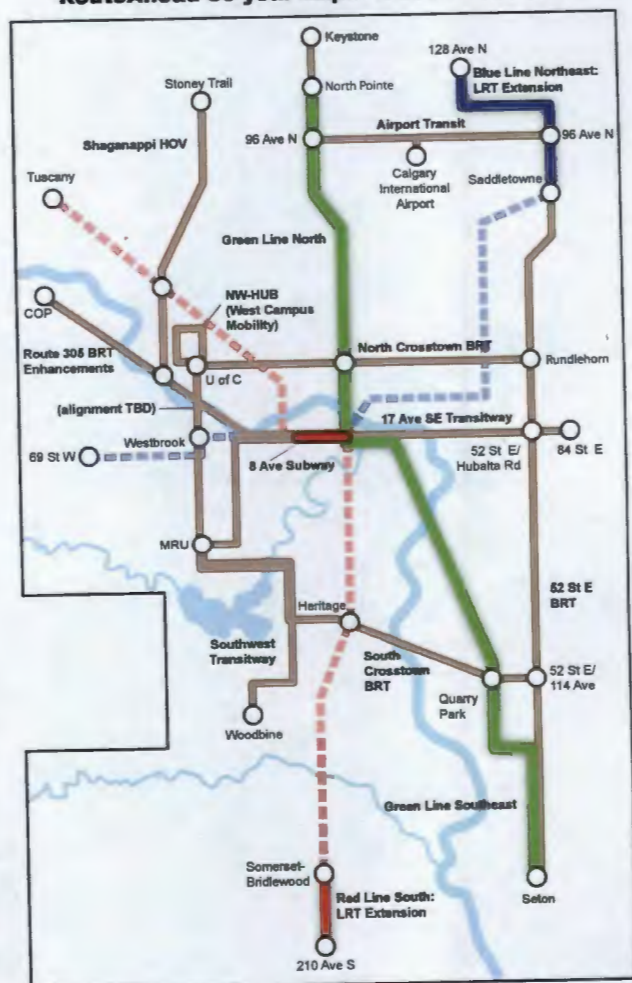 Keystone
128 Ave N
Blue Line Northeast:
LRT Extension
Stoney Trail
North Pointe
Airport Transit
Shaganappi HOV
96 Ave N
96 Ave N
Calgary
International
Airport
Saddletowne
Tuscany
Green Line North
NW-HUB
(West Campus
Mobility)
COP
North Crosstown BRT
Route 305 BRT
Enhancements
U of C
Rundlehorn
(alignment TBD)
17 Ave SE Transitway
Westbrook
69 St W
8 Ave Subway
52 St E/
Hubalta Rd
84 St E
MRU
52 St E
BRT
Heritage
Southwest
Transitway
South
Crosstown
BRT
52 St E/
114 Ave
Quarry
Park
Woodbine
Green Line Southeast
Somerset-
Bridlewood
Red Line South:
LRT Extension
Seton
210 Ave S